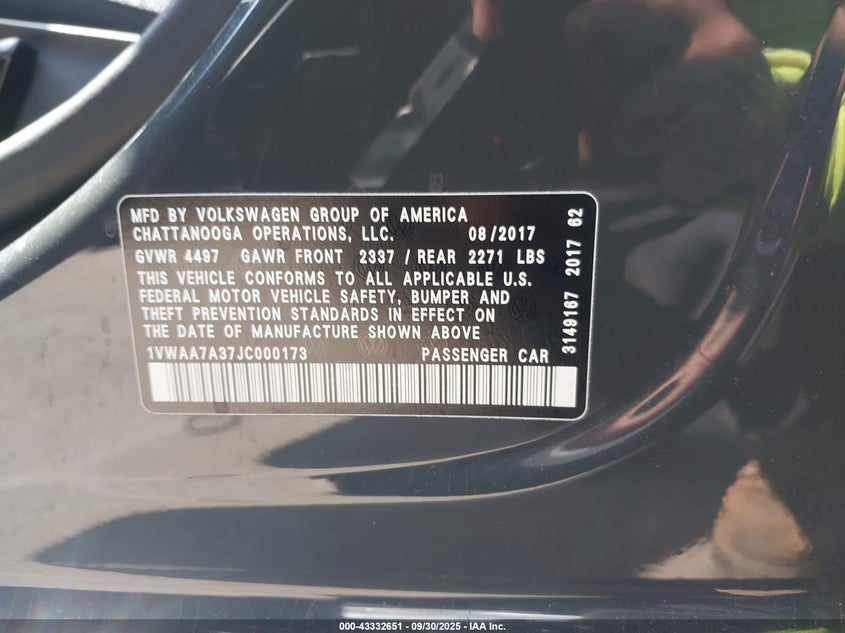 MFD BY VOLKSWAGEN GROUP OF AMERICA
CHATTANOOGA OPERATIONS, LLC. 08/2017
GVWR 4497 GAWR FRONT 2337 / REAR 2271 LBS
THIS VEHICLE CONFORMS TO ALL APPLICABLE U.S.
FEDERAL MOTOR VEHICLE SAFETY, BUMPER AND
THEFT PREVENTION STANDARDS IN EFFECT ON
THE DATE OF MANUFACTURE SHOWN ABOVE
1VWAA7A37JC000173 PASSENGER CAR
3149167 2017 62
000-43332651 - 09/30/2025 - IAA Inc.